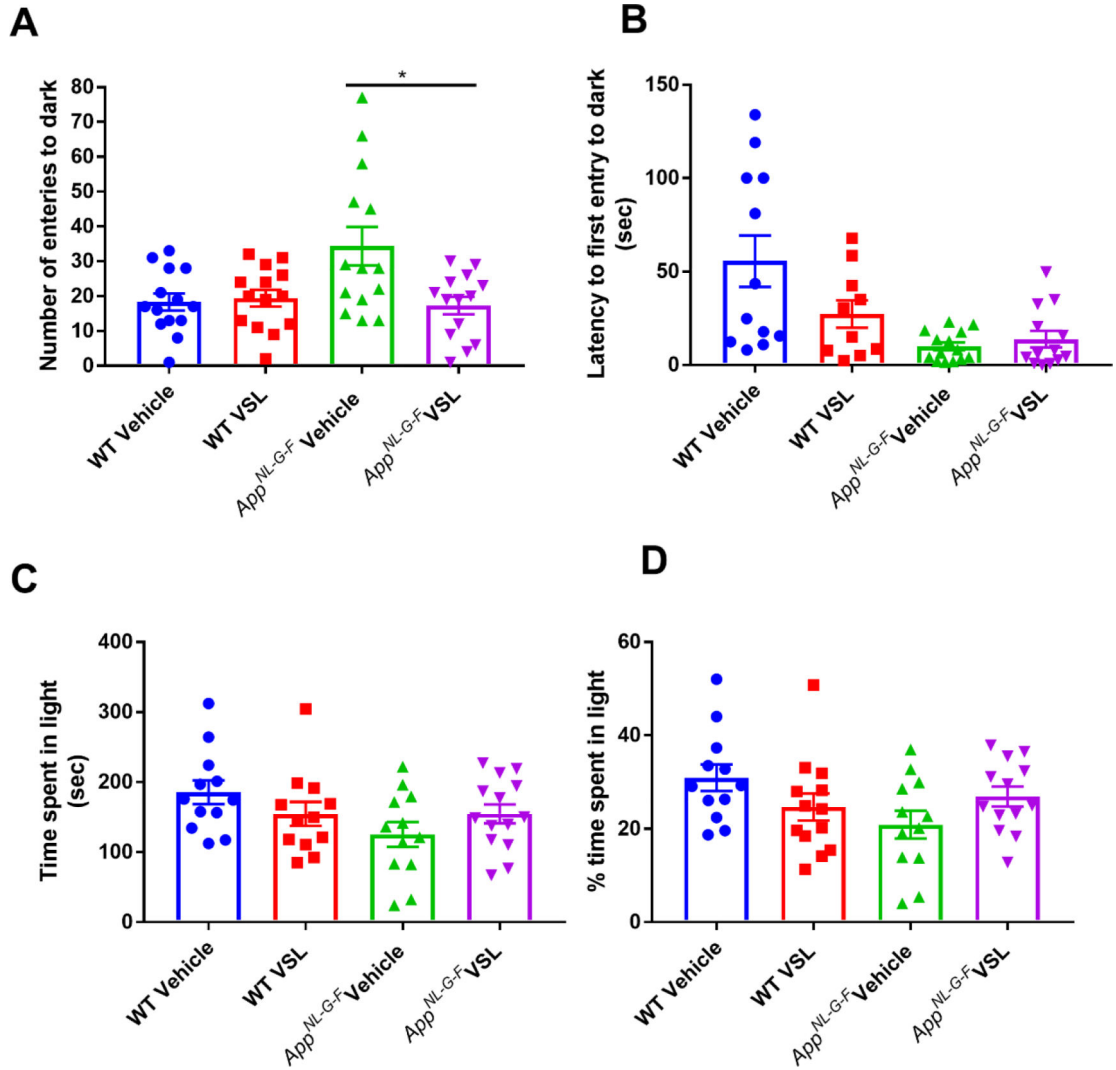 A
Number of enteries to dark
80
70
60
50
40
30
20
10
0
*
WT Vehicle
WT VSL
App^NL-G-F Vehicle
App^NL-G-F VSL
B
Latency to first entry to dark
(sec)
150
100
50
0
WT Vehicle
WT VSL
App^NL-G-F Vehicle
App^NL-G-F VSL
C
Time spent in light
(sec)
400
300
200
100
0
WT Vehicle
WT VSL
App^NL-G-F Vehicle
App^NL-G-F VSL
D
% time spent in light
60
40
20
0
WT Vehicle
WT VSL
App^NL-G-F Vehicle
App^NL-G-F VSL